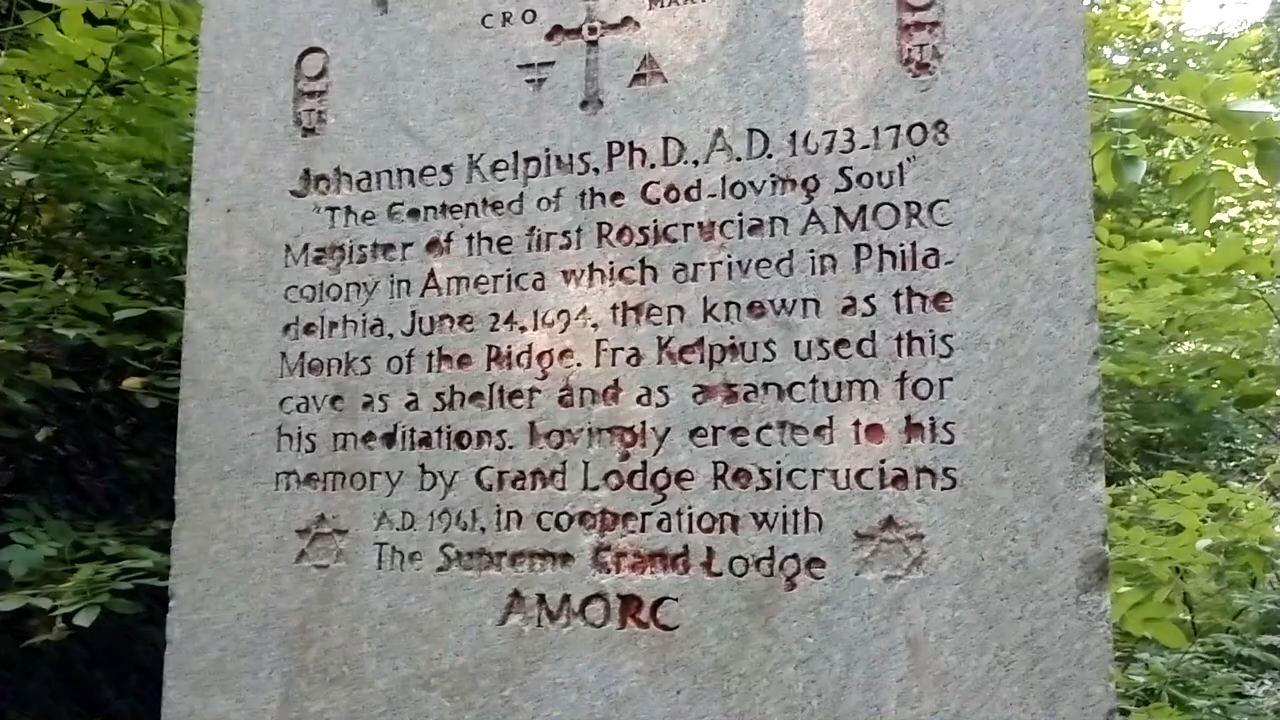 CRO
Johannes Kelpius, Ph.D., A.D. 1673-1708
"The Contented of the God-loving Soul"
Magister of the first Rosicrucian AMORC
colony in America which arrived in Phila-
delphia, June 24, 1694, then known as the
Monks of the Ridge. Fra Kelpius used this
cave as a shelter and as a sanctum for
his meditations. Lovingly erected to his
memory by Grand Lodge Rosicrucians
A.D. 1961, in cooperation with
The Supreme Grand Lodge
AMORC